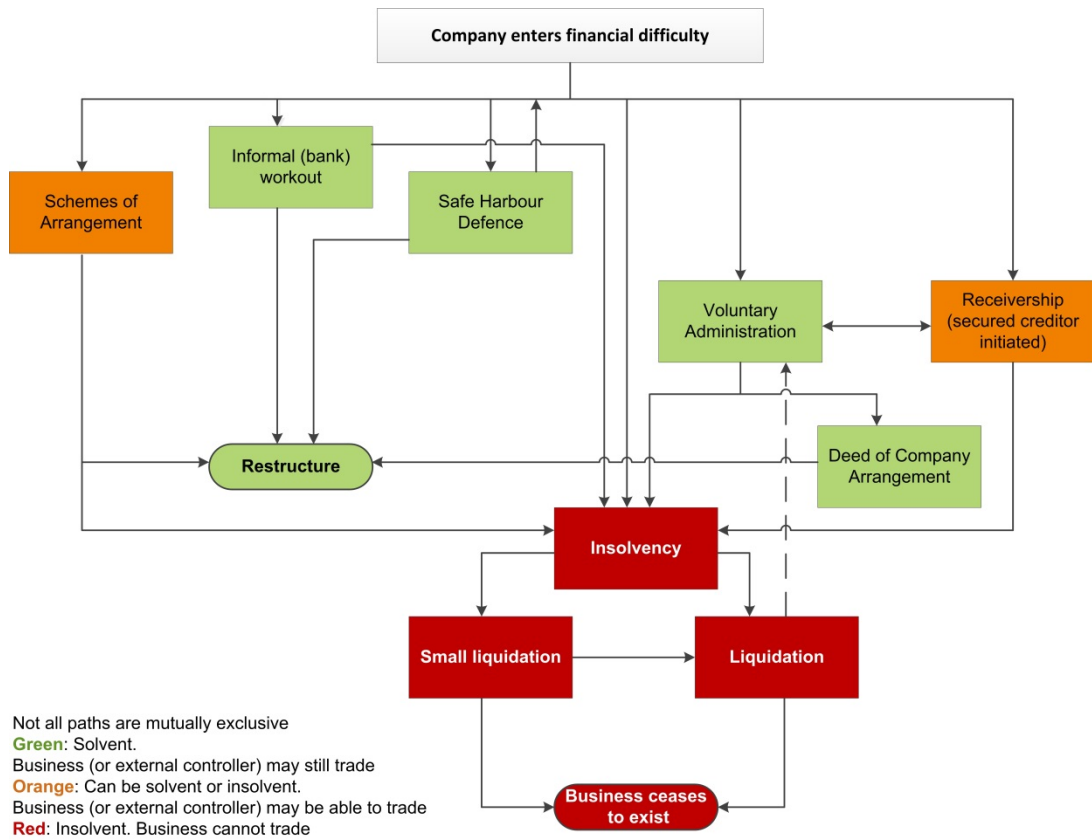 Company enters financial difficulty
Informal (bank)
workout
Schemes of
Arrangement
Safe Harbour
Defence
Voluntary
Administration
Receivership
(secured creditor
initiated)
Restructure
Deed of Company
Arrangement
Insolvency
Small liquidation
Liquidation
Business ceases
to exist
Not all paths are mutually exclusive
Green: Solvent.
Business (or external controller) may still trade
Orange: Can be solvent or insolvent.
Business (or external controller) may be able to trade
Red: Insolvent. Business cannot trade